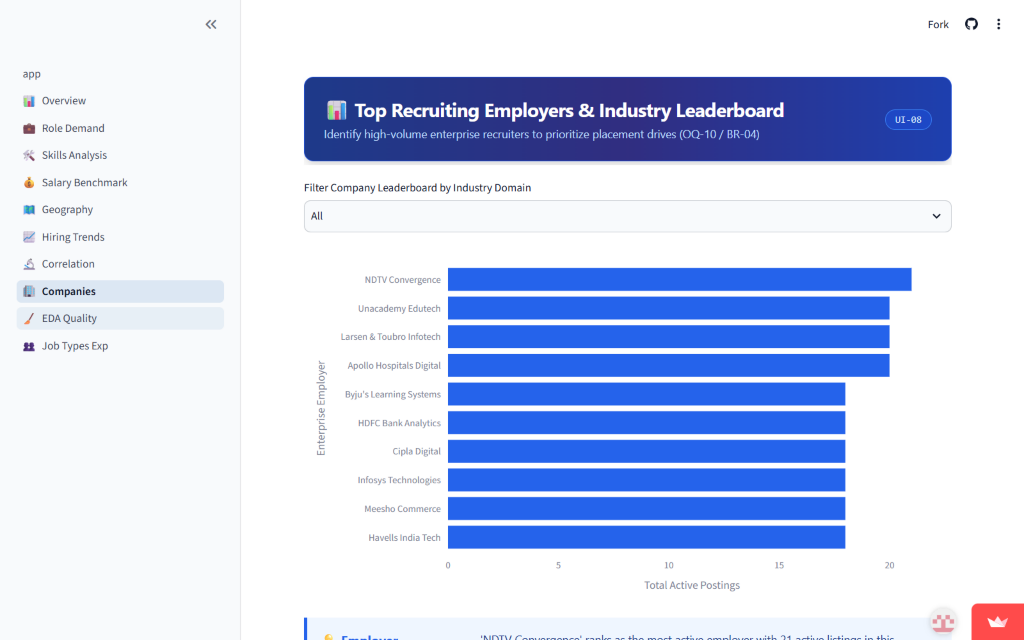 Fork
app
Overview
Role Demand
Skills Analysis
Salary Benchmark
Geography
Hiring Trends
Correlation
Companies
EDA Quality
Job Types Exp
Top Recruiting Employers & Industry Leaderboard
Identify high-volume enterprise recruiters to prioritize placement drives (OQ-10 / BR-04)
UI-08
Filter Company Leaderboard by Industry Domain
All
Enterprise Employer
NDTV Convergence
Unacademy Edutech
Larsen & Toubro Infotech
Apollo Hospitals Digital
Byju's Learning Systems
HDFC Bank Analytics
Cipla Digital
Infosys Technologies
Meesho Commerce
Havells India Tech
0 5 10 15 20
Total Active Postings
Employer
'NDTV Convergence' ranks as the most active employer with 21 active listings in this